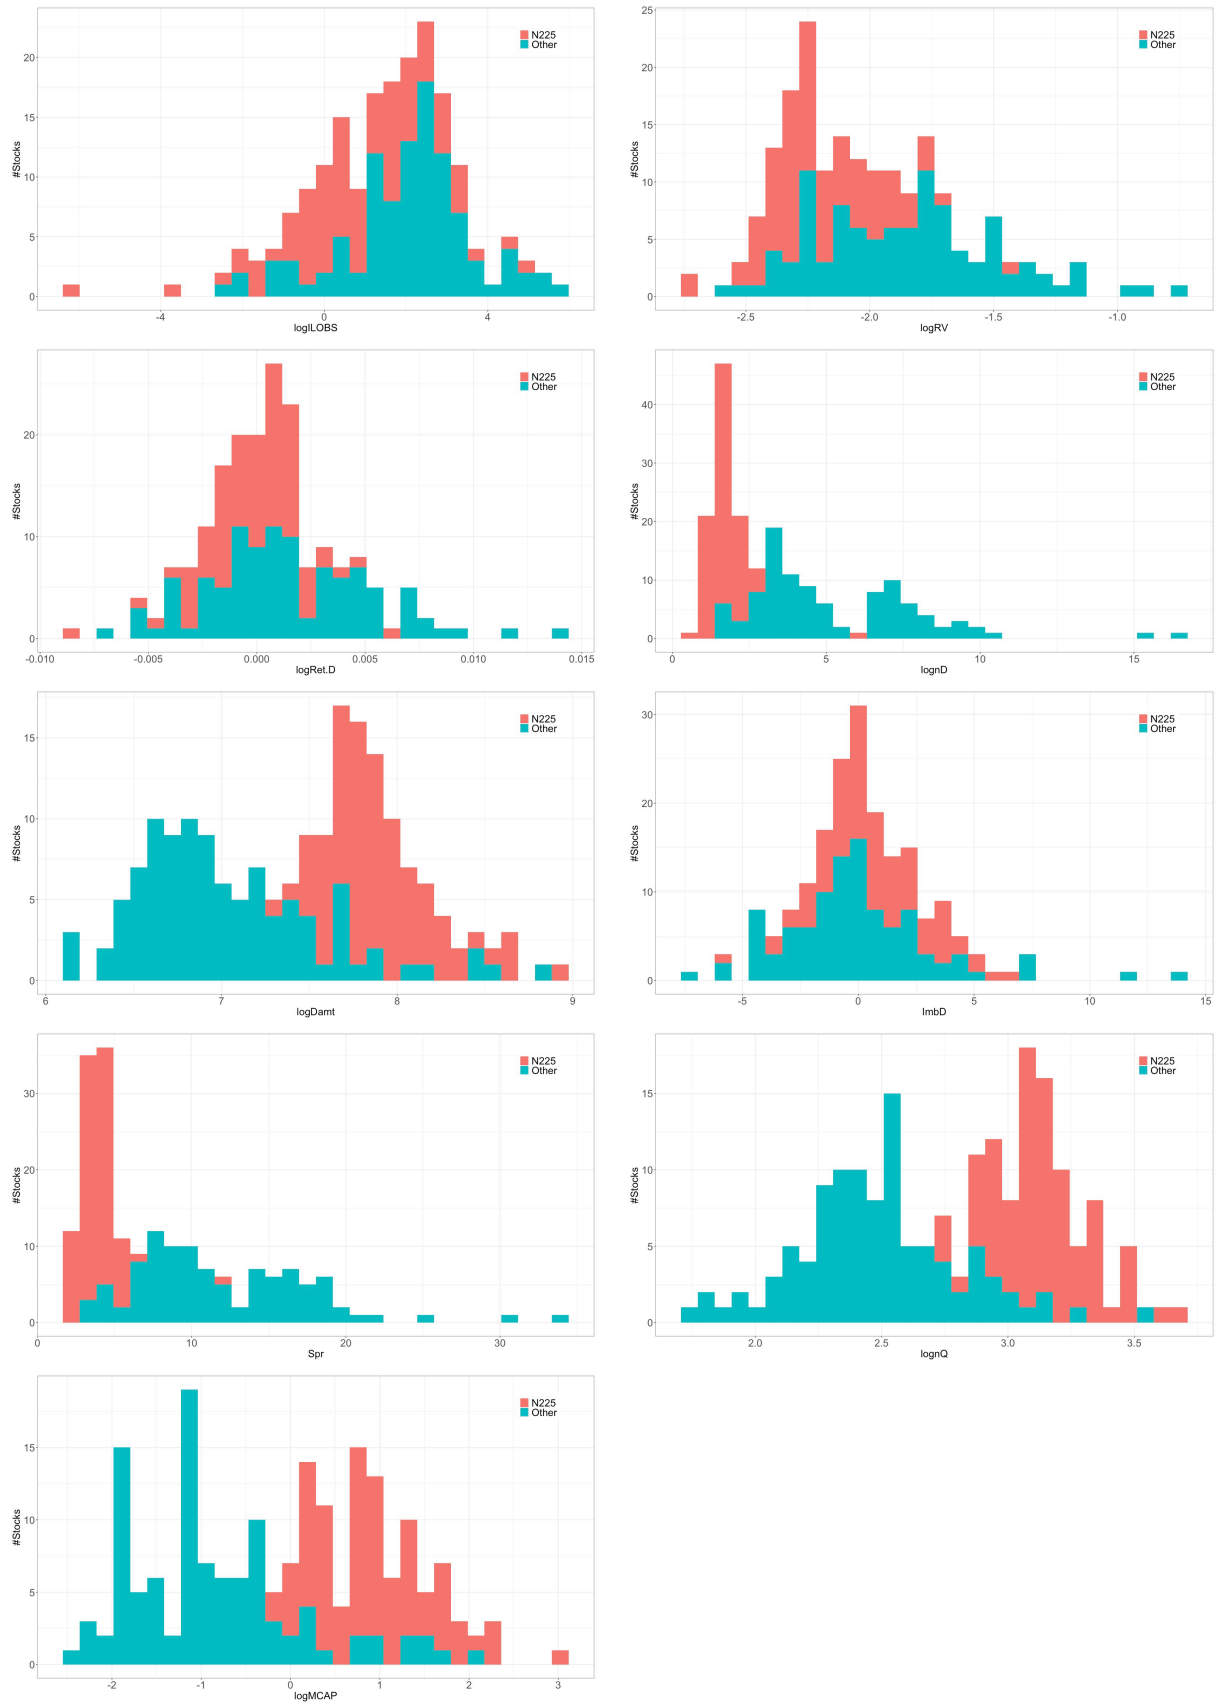 #Stocks
20
15
10
5
0
-4
0
4
logILOBS
N225
Other
#Stocks
25
20
15
10
5
0
-2.5
-2.0
-1.5
-1.0
logRV
N225
Other
#Stocks
20
10
0
-0.010
-0.005
0.000
0.005
0.010
0.015
logRet.D
N225
Other
#Stocks
40
30
20
10
0
0
5
10
15
lognD
N225
Other
#Stocks
15
10
5
0
6
7
8
9
logDamt
N225
Other
#Stocks
30
20
10
0
-5
0
5
10
15
ImbD
N225
Other
#Stocks
30
20
10
0
0
10
20
30
Spr
N225
Other
#Stocks
15
10
5
0
2.0
2.5
3.0
3.5
lognQ
N225
Other
#Stocks
15
10
5
0
-2
-1
0
1
2
3
logMCAP
N225
Other